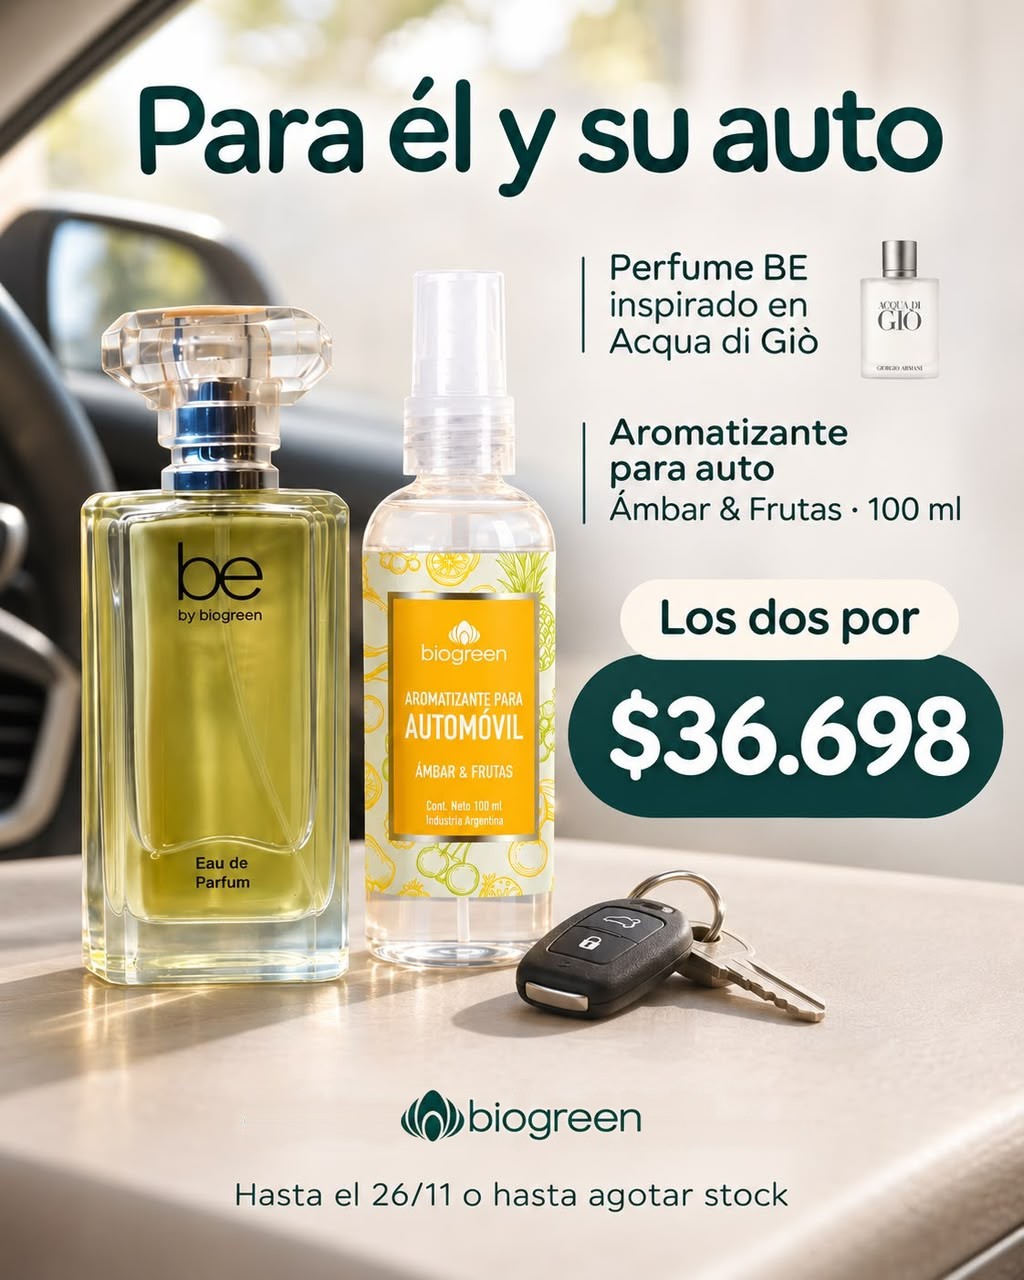 Para él y su auto
Perfume BE
inspirado en
Acqua di Giò
ACQUA DI
GIÒ
GIORGIO ARMANI
Aromatizante
para auto
Ámbar & Frutas · 100 ml
Los dos por
$36.698
be
by biogreen
Eau de
Parfum
biogreen
AROMATIZANTE PARA
AUTOMÓVIL
ÁMBAR & FRUTAS
Cont. Neto 100 ml
Industria Argentina
biogreen
Hasta el 26/11 o hasta agotar stock